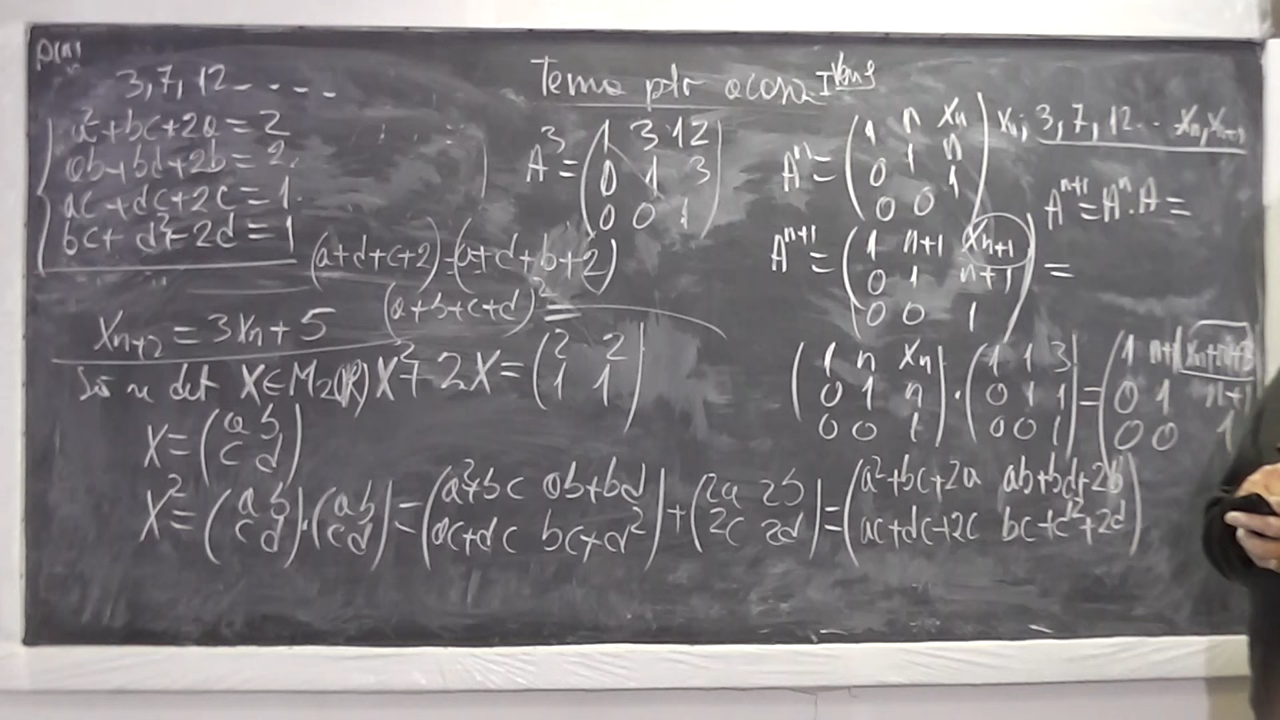 P(n)
3, 7, 12 - . . . .
a²+bc+2a = 2
ab+bd+2b = 2.
ac+dc+2c = 1.
bc+d²+2d = 1
(a+d+c+2) = (a+d+b+2)
(a+b+c+d)² =
Xn+2 = 3Xn + 5
Să se det X∈M2(R) X²+2X = (2 2
1 1)
X = (a b
c d)
X² = (a b
c d) · (a b
c d) = (a²+bc ab+bd
ac+dc bc+d²) + (2a 2b
2c 2d) = (a²+bc+2a ab+bd+2b
ac+dc+2c bc+d²+2d)
Tema ptr acasa
A³ = (1 3 12
0 1 3
0 0 1)
Aⁿ = (1 n Xn
0 1 n
0 0 1)
Xn; 3, 7, 12 .. Xn, Xn+1
Aⁿ⁺¹ = Aⁿ · A =
Aⁿ⁺¹ = (1 n+1 Xn+1
0 1 n+1
0 0 1) =
(1 n Xn
0 1 n
0 0 1) · (1 1 3
0 1 1
0 0 1) = (1 n+1 Xn+n+3
0 1 n+1
0 0 1